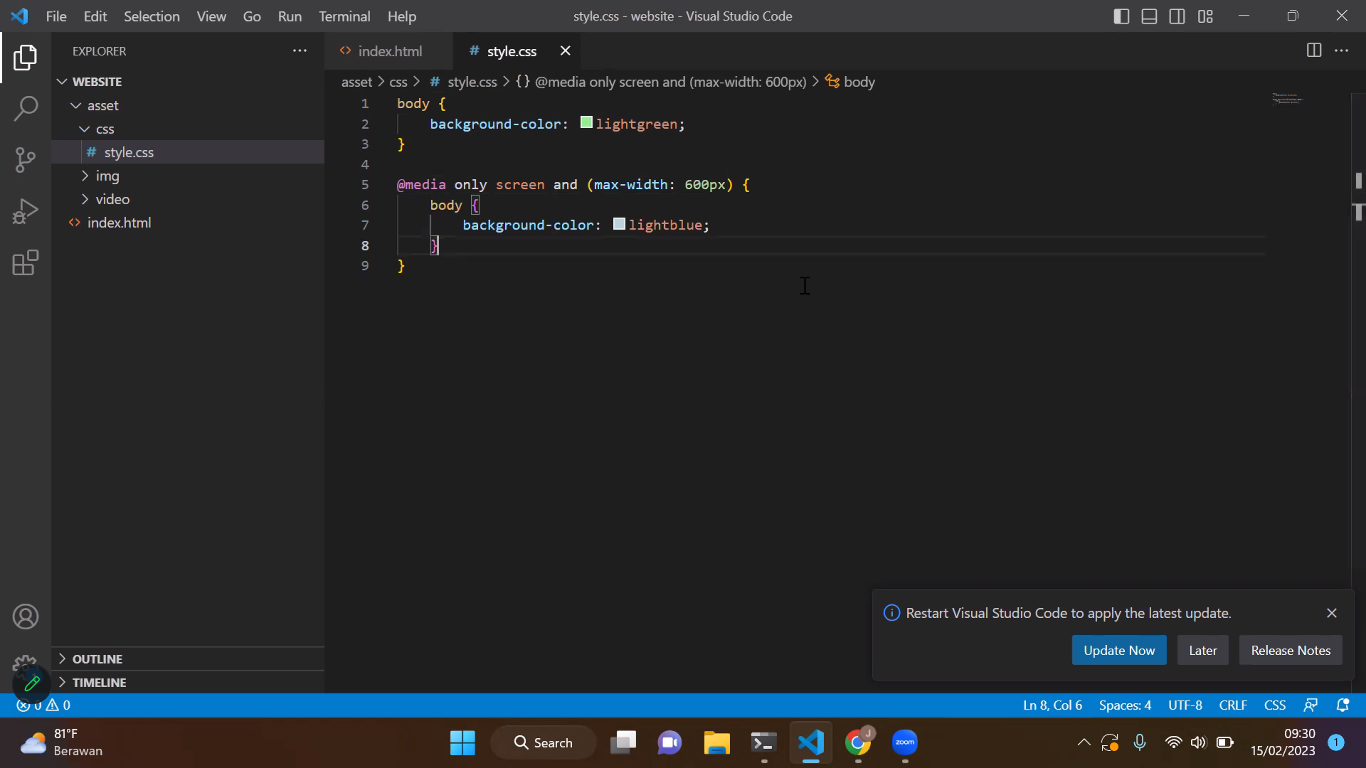 File Edit Selection View Go Run Terminal Help
style.css - website - Visual Studio Code
EXPLORER
index.html
# style.css
WEBSITE
asset
css
# style.css
img
video
<> index.html
asset > css > # style.css > {} @media only screen and (max-width: 600px) > body
1 body {
2 background-color: lightgreen;
3 }
4
5 @media only screen and (max-width: 600px) {
6 body {
7 background-color: lightblue;
8 }
9 }
Restart Visual Studio Code to apply the latest update.
Update Now Later Release Notes
OUTLINE
TIMELINE
0 0
Ln 8, Col 6 Spaces: 4 UTF-8 CRLF CSS
81°F
Berawan
Search
J
09:30
15/02/2023
1